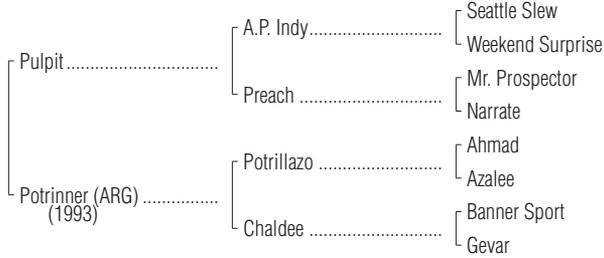 Seattle Slew
A.P. Indy
Weekend Surprise
Pulpit
Mr. Prospector
Preach
Narrate
Ahmad
Potrillazo
Azalee
Potrinner (ARG)
(1993)
Banner Sport
Chaldee
Gevar